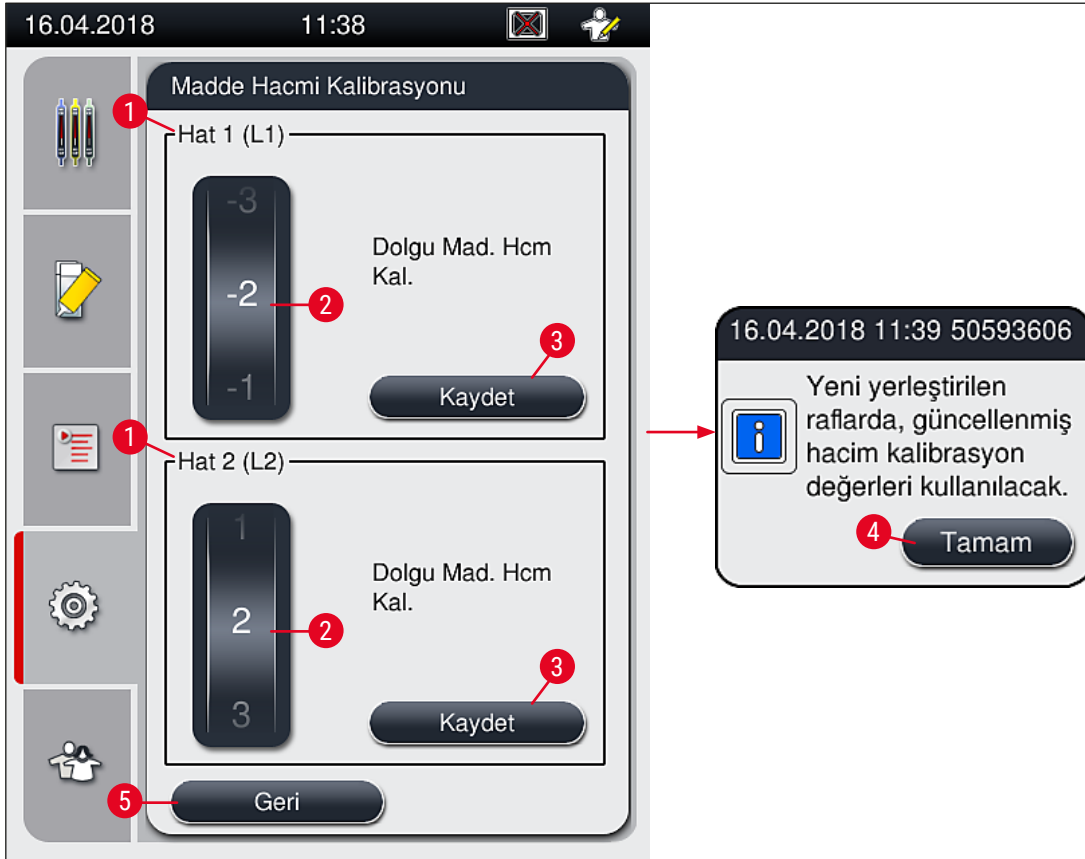 16.04.2018 11:38
Madde Hacmi Kalibrasyonu
1
Hat 1 (L1)
-3
-2
-1
2
Dolgu Mad. Hcm
Kal.
3
Kaydet
1
Hat 2 (L2)
1
2
3
2
Dolgu Mad. Hcm
Kal.
3
Kaydet
5
Geri
16.04.2018 11:39 50593606
Yeni yerleştirilen
raflarda, güncellenmiş
hacim kalibrasyon
değerleri kullanılacak.
4
Tamam